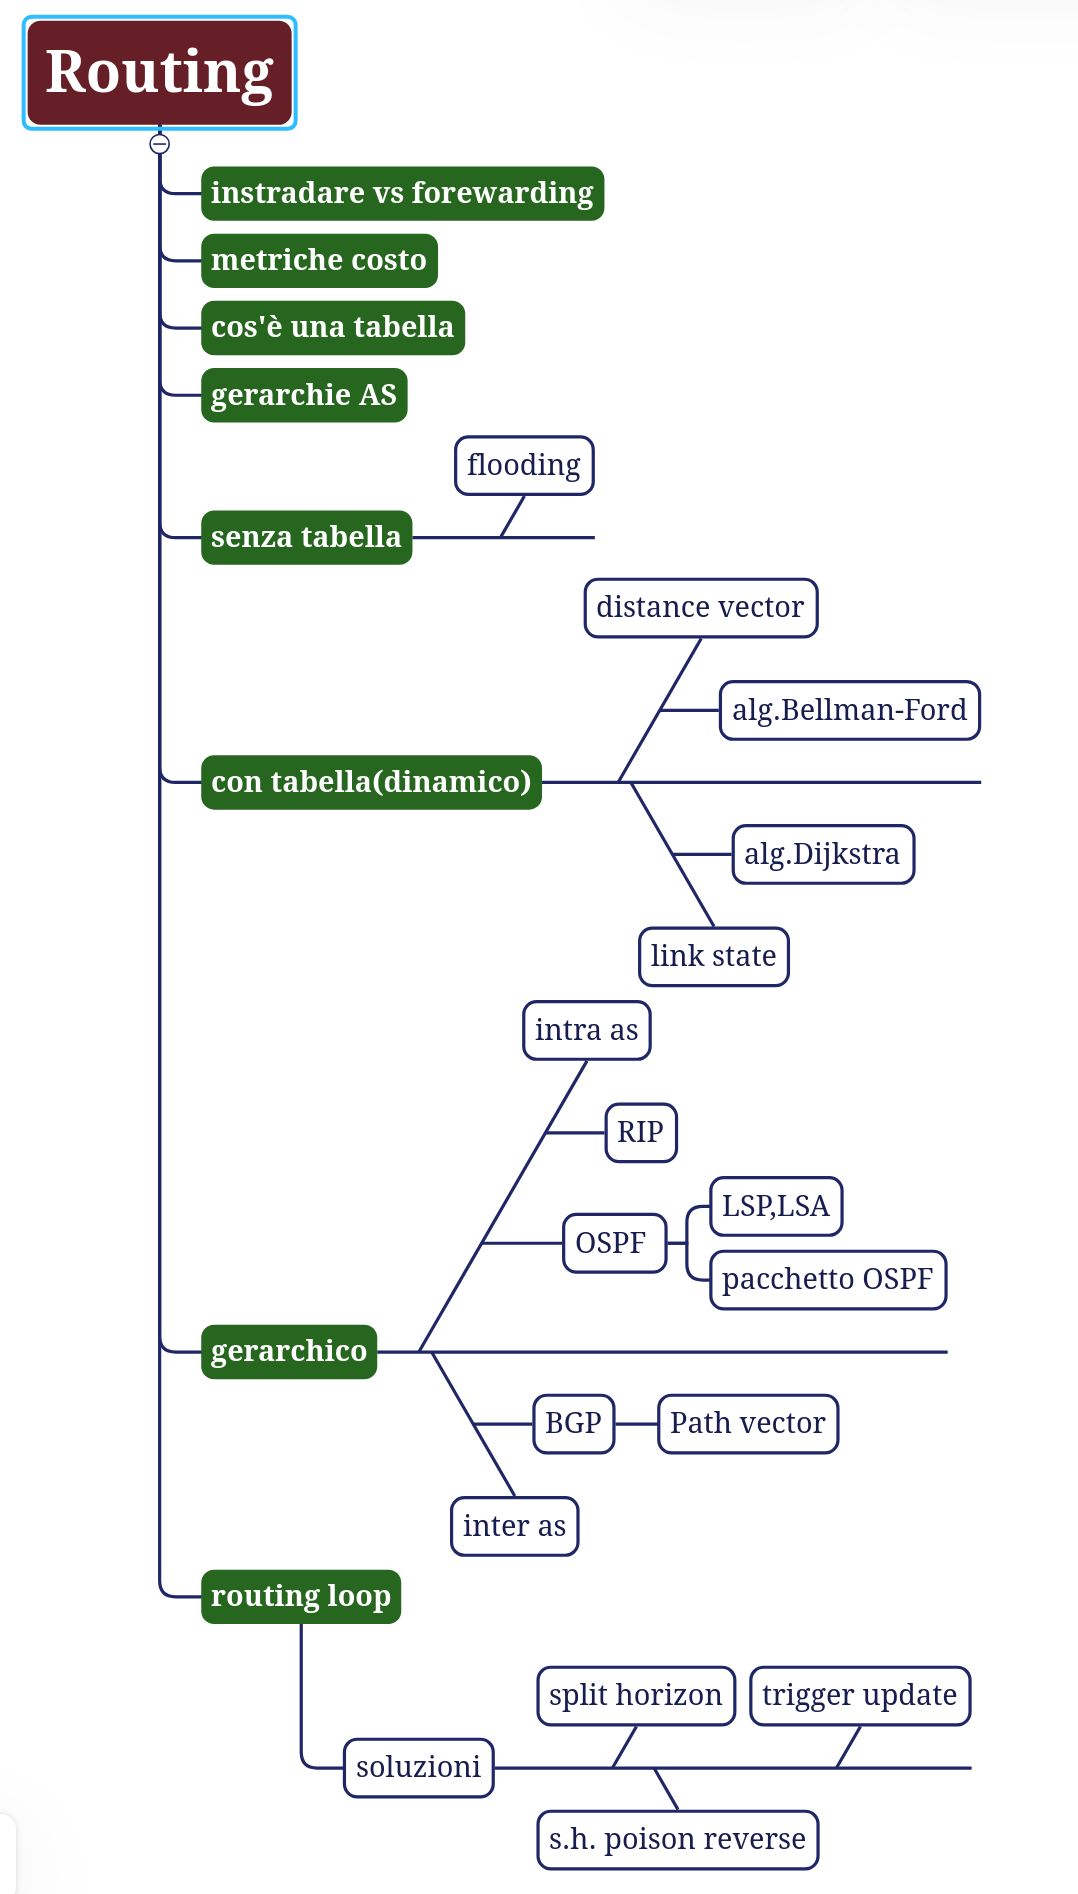 Routing
instradare vs forewarding
metriche costo
cos'è una tabella
gerarchie AS
flooding
senza tabella
distance vector
alg.Bellman-Ford
con tabella(dinamico)
alg.Dijkstra
link state
intra as
RIP
LSP,LSA
OSPF
pacchetto OSPF
gerarchico
BGP
Path vector
inter as
routing loop
split horizon
trigger update
soluzioni
s.h. poison reverse